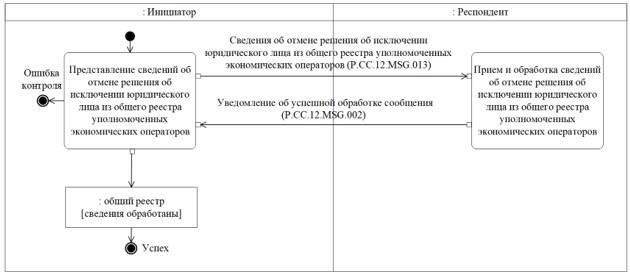 : Инициатор
: Респондент
Сведения об отмене решения об исключении
юридического лица из общего реестра уполномоченных
экономических операторов (P.CC.12.MSG.013)
Представление сведений об
отмене решения об
исключении юридического
лица из общего реестра
уполномоченных
экономических операторов
Ошибка
контроля
Прием и обработка сведений
об отмене решения об
исключении юридического
лица из общего реестра
уполномоченных
экономических операторов
Уведомление об успешной обработке сообщения
(P.CC.12.MSG.002)
: общий реестр
[сведения обработаны]
Успех